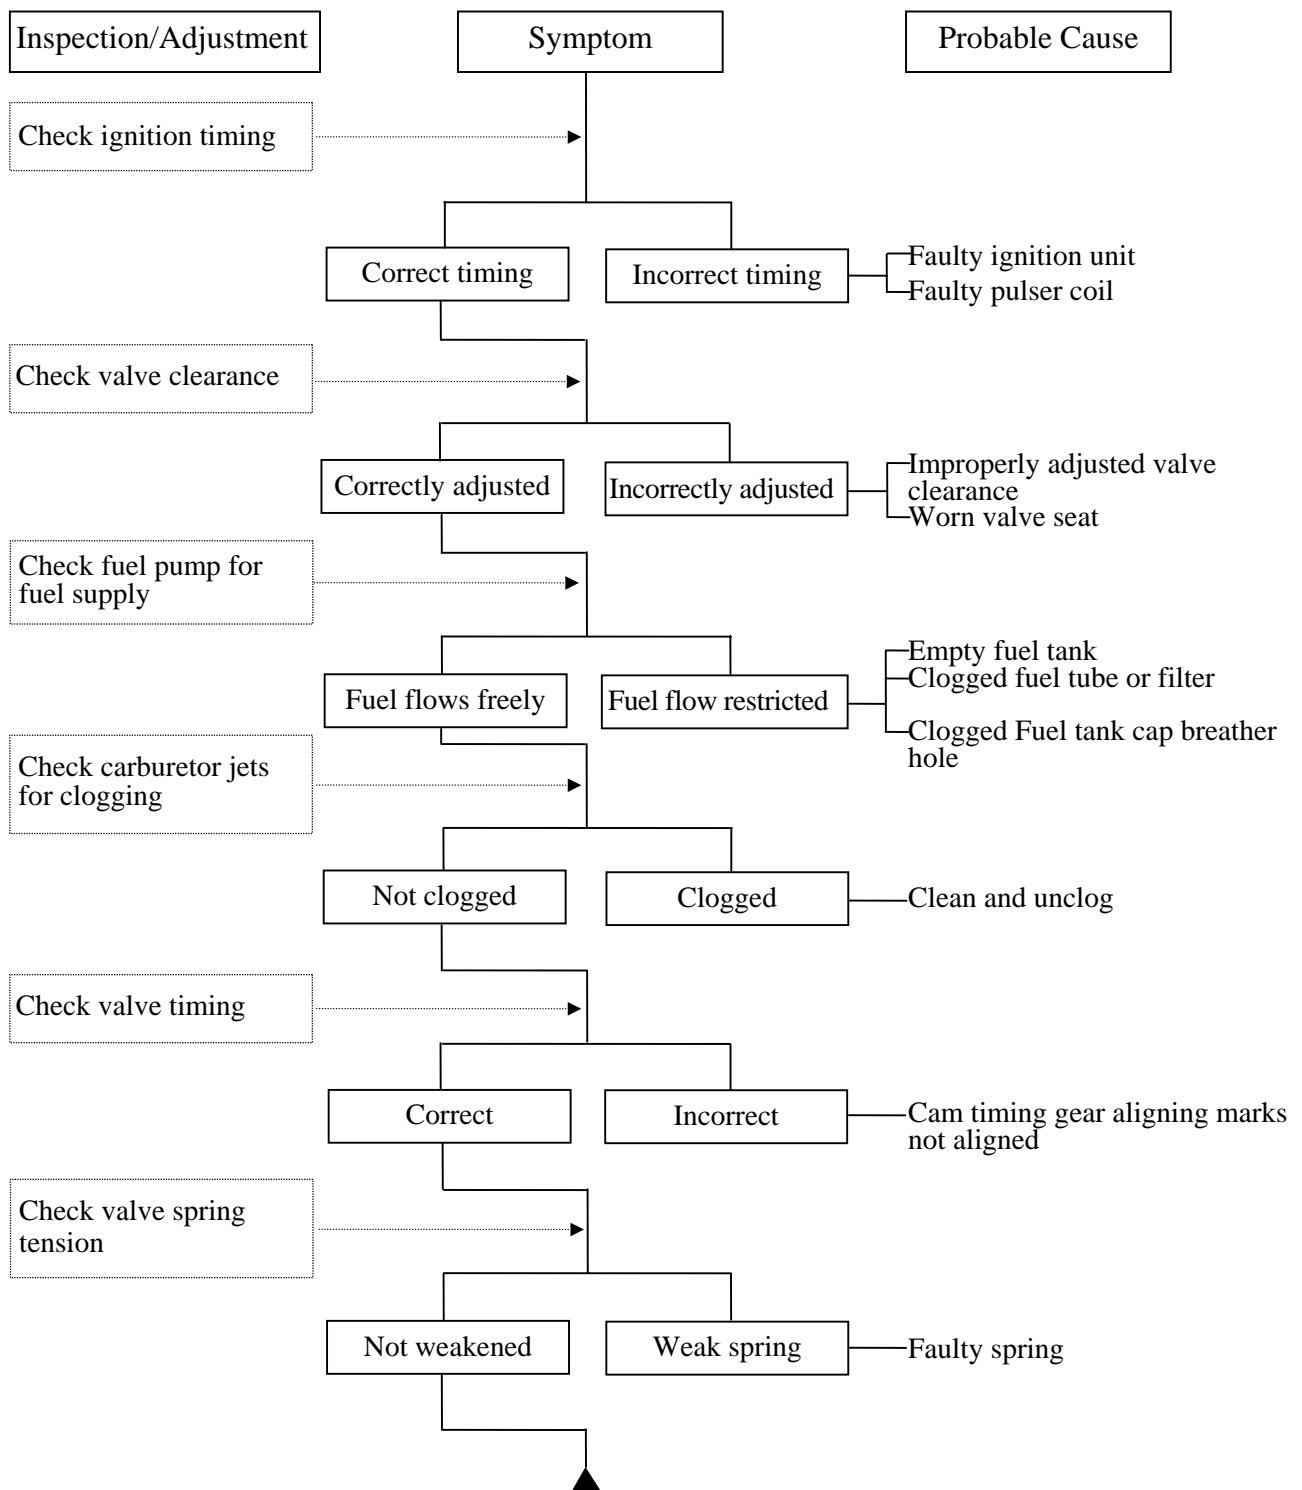 Inspection/Adjustment
Symptom
Probable Cause
Check ignition timing
Correct timing
Incorrect timing
Faulty ignition unit
Faulty pulser coil
Check valve clearance
Correctly adjusted
Incorrectly adjusted
Improperly adjusted valve
clearance
Worn valve seat
Check fuel pump for
fuel supply
Fuel flows freely
Fuel flow restricted
Empty fuel tank
Clogged fuel tube or filter
Clogged Fuel tank cap breather
hole
Check carburetor jets
for clogging
Not clogged
Clogged
Clean and unclog
Check valve timing
Correct
Incorrect
Cam timing gear aligning marks
not aligned
Check valve spring
tension
Not weakened
Weak spring
Faulty spring